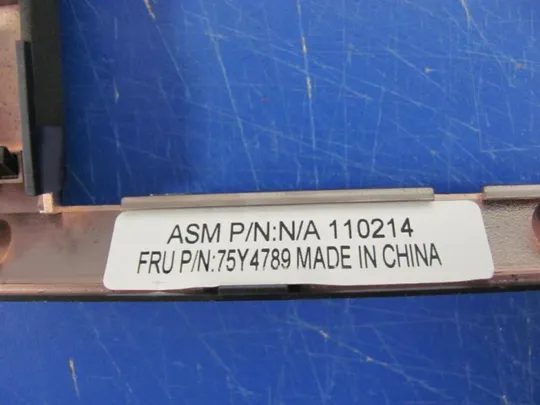 ASM P/N:N/A 110214
FRU P/N:75Y4789 MADE IN CHINA